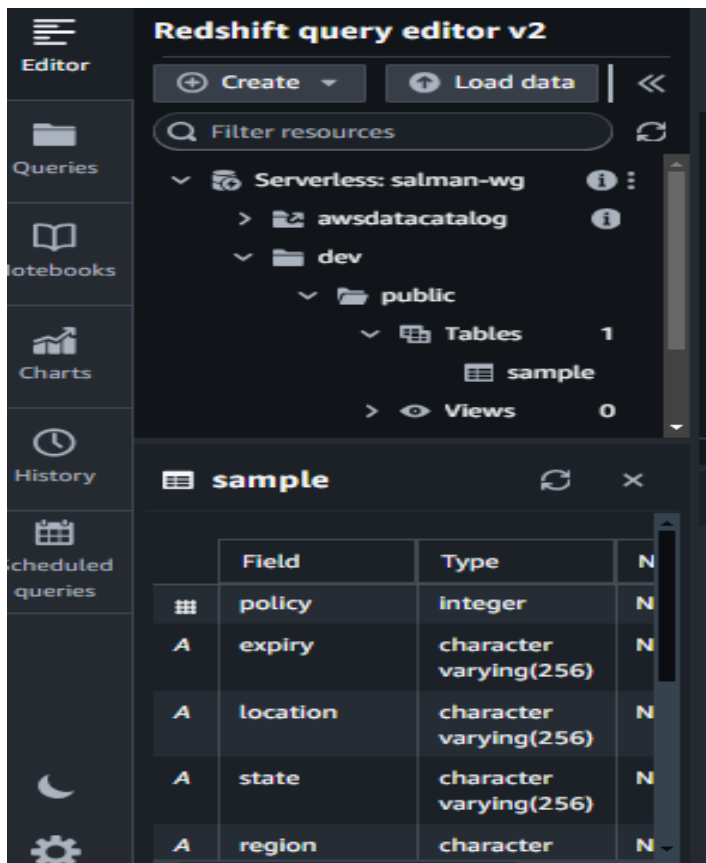 Redshift query editor v2
Editor
Create
Load data
Filter resources
Queries
Serverless: salman-wg
awsdatacatalog
dev
Notebooks
public
Tables 1
Charts
sample
Views 0
History
sample
Scheduled
queries
Field Type N
policy integer N
expiry character varying(256) N
location character varying(256) N
state character varying(256) N
region character N